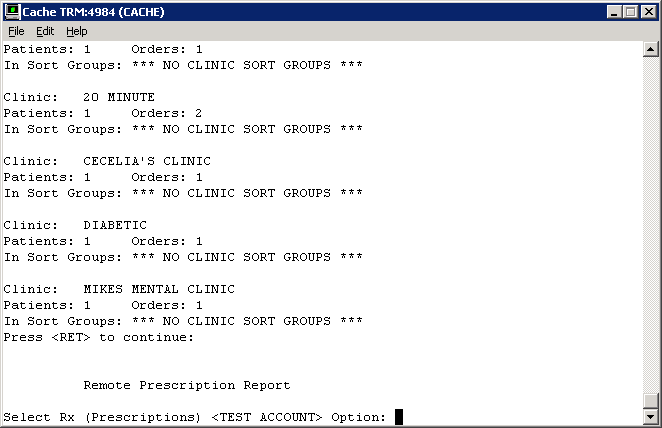 Cache TRM:4984 (CACHE)
File Edit Help
Patients: 1     Orders: 1
In Sort Groups: *** NO CLINIC SORT GROUPS ***
Clinic:   20 MINUTE
Patients: 1     Orders: 2
In Sort Groups: *** NO CLINIC SORT GROUPS ***
Clinic:   CECELIA'S CLINIC
Patients: 1     Orders: 1
In Sort Groups: *** NO CLINIC SORT GROUPS ***
Clinic:   DIABETIC
Patients: 1     Orders: 1
In Sort Groups: *** NO CLINIC SORT GROUPS ***
Clinic:   MIKES MENTAL CLINIC
Patients: 1     Orders: 1
In Sort Groups: *** NO CLINIC SORT GROUPS ***
Press <RET> to continue:
Remote Prescription Report
Select Rx (Prescriptions) <TEST ACCOUNT> Option: